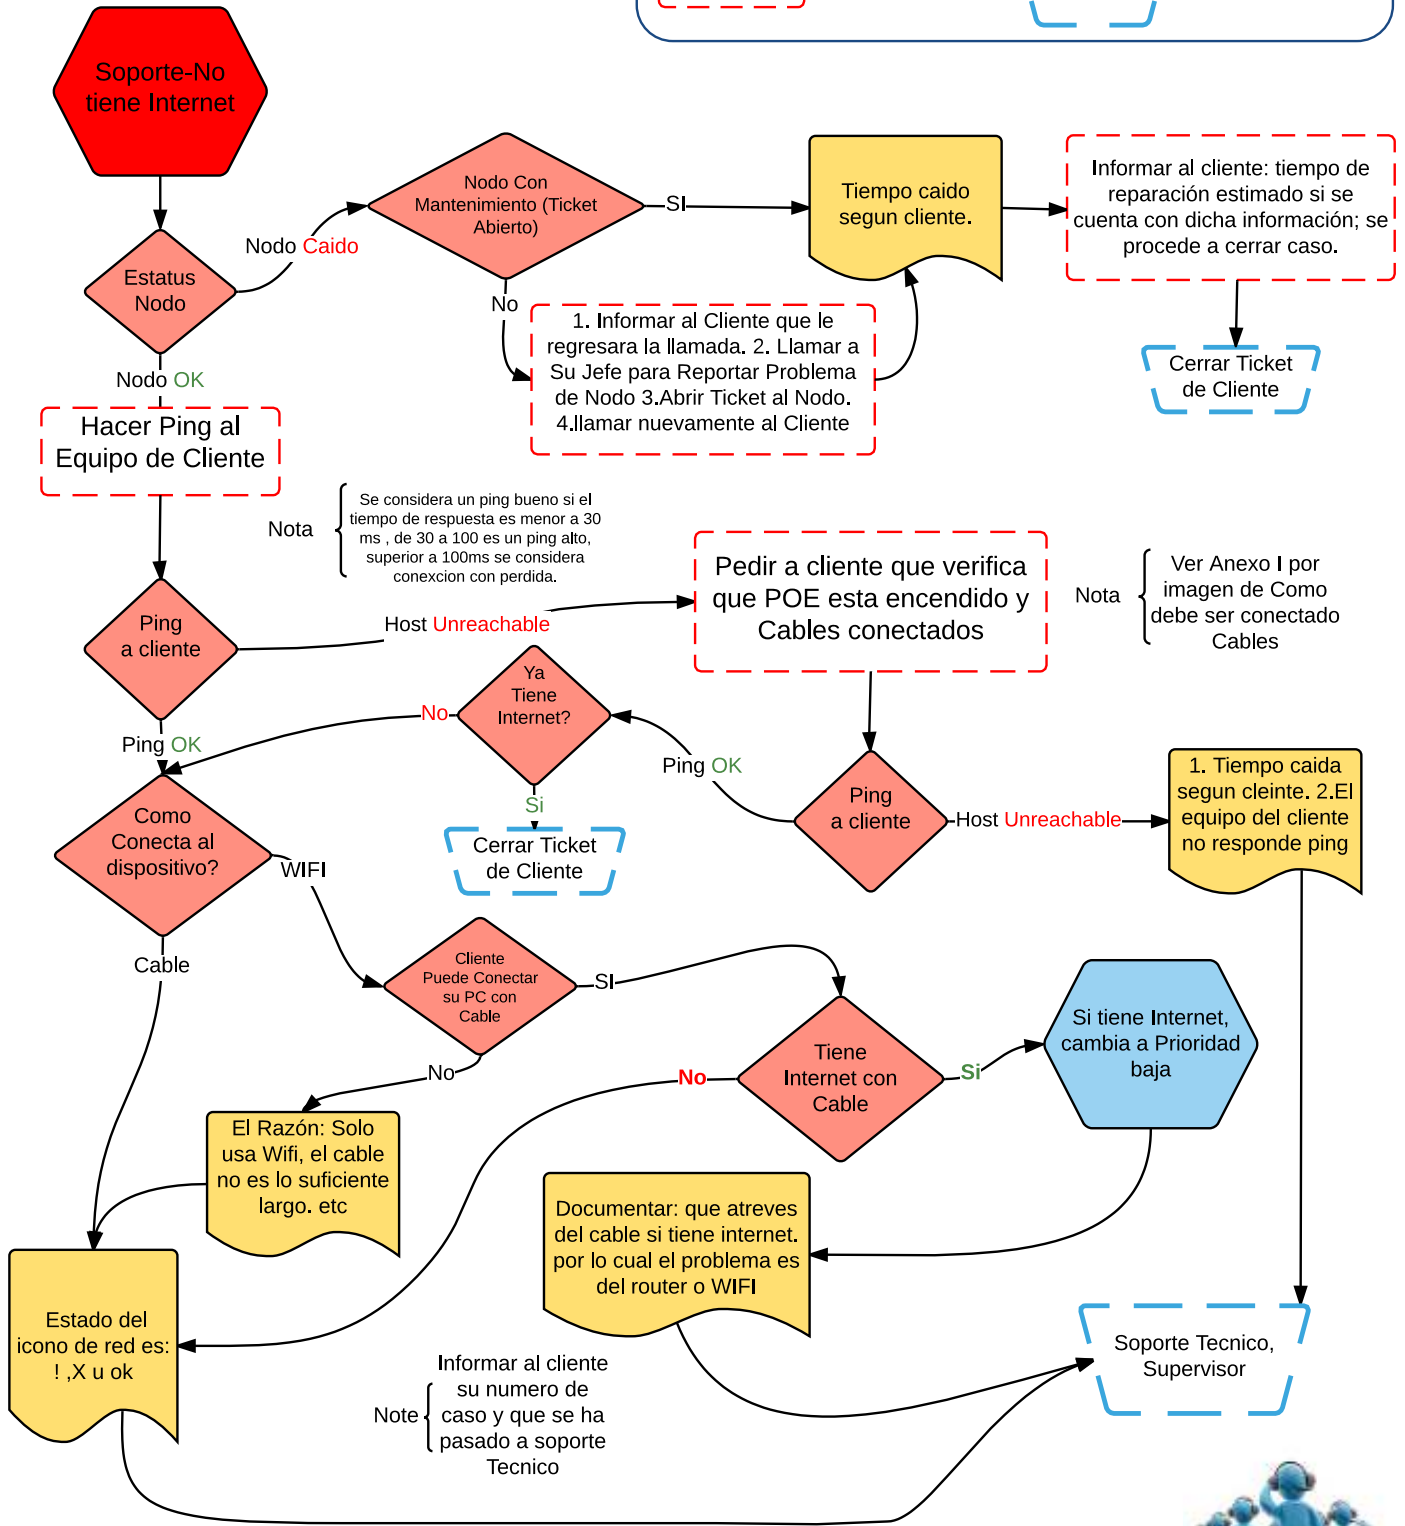 Soporte-No
tiene Internet
Estatus
Nodo
Nodo Caido
Nodo Con
Mantenimiento (Ticket
Abierto)
SI
Tiempo caido
segun cliente.
Informar al cliente: tiempo de
reparación estimado si se
cuenta con dicha información; se
procede a cerrar caso.
No
1. Informar al Cliente que le
regresara la llamada. 2. Llamar a
Su Jefe para Reportar Problema
de Nodo 3.Abrir Ticket al Nodo.
4.llamar nuevamente al Cliente
Cerrar Ticket
de Cliente
Nodo OK
Hacer Ping al
Equipo de Cliente
Nota
Se considera un ping bueno si el
tiempo de respuesta es menor a 30
ms , de 30 a 100 es un ping alto,
superior a 100ms se considera
conexcion con perdida.
Ping
a cliente
Host Unreachable
Pedir a cliente que verifica
que POE esta encendido y
Cables conectados
Nota
Ver Anexo I por
imagen de Como
debe ser conectado
Cables
Ya
Tiene
Internet?
No
Ping OK
Ping OK
Si
Cerrar Ticket
de Cliente
Ping
a cliente
Host Unreachable
1. Tiempo caida
segun cleinte. 2.El
equipo del cliente
no responde ping
Como
Conecta al
dispositivo?
WIFI
Cable
Cliente
Puede Conectar
su PC con
Cable
SI
No
Tiene
Internet con
Cable
No
Si
Si tiene Internet,
cambia a Prioridad
baja
El Razón: Solo
usa Wifi, el cable
no es lo suficiente
largo. etc
Documentar: que atreves
del cable si tiene internet.
por lo cual el problema es
del router o WIFI
Estado del
icono de red es:
! ,X u ok
Note
Informar al cliente
su numero de
caso y que se ha
pasado a soporte
Tecnico
Soporte Tecnico,
Supervisor